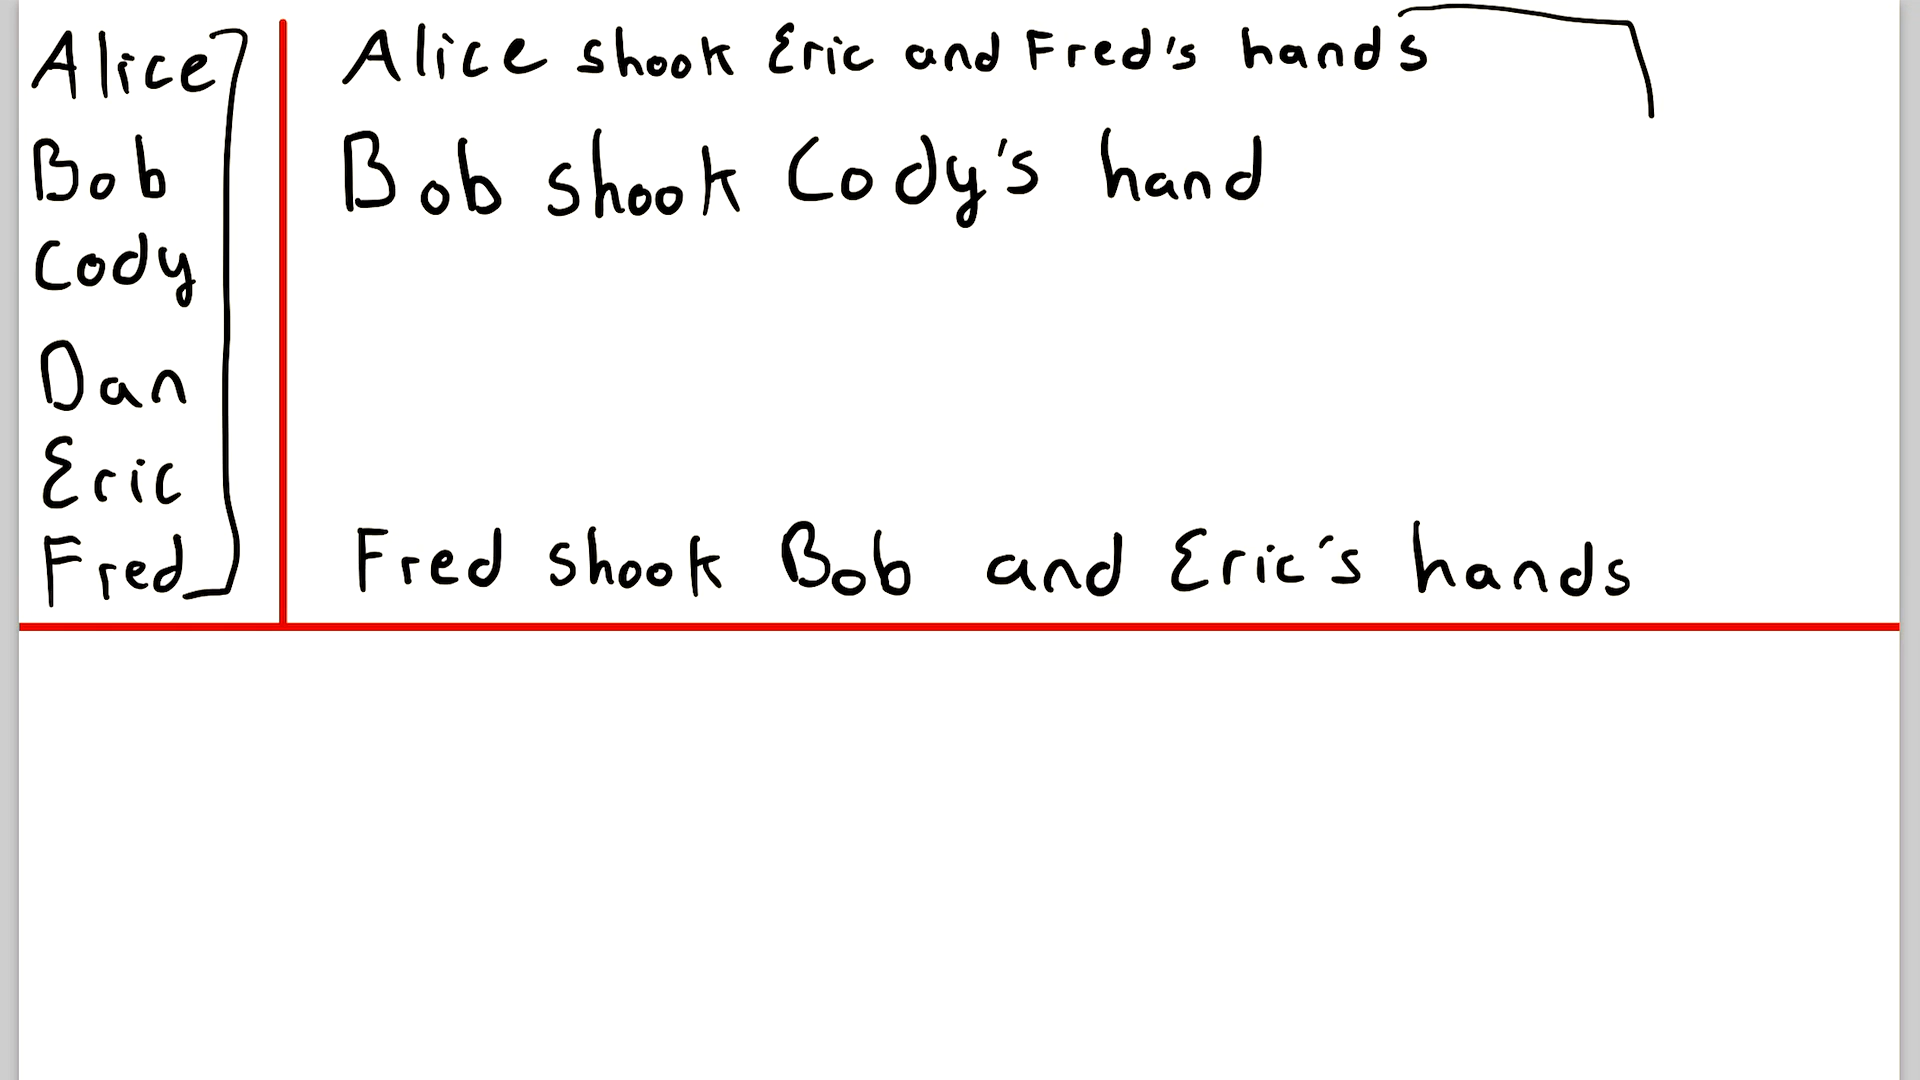 Alice
Bob
Cody
Dan
Eric
Fred
Alice shook Eric and Fred's hands
Bob shook Cody's hand
Fred shook Bob and Eric's hands